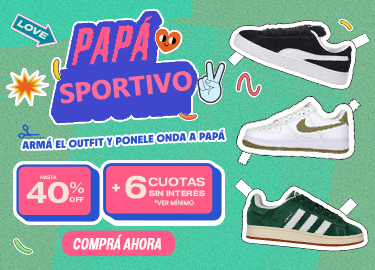 LOVE
PAPÁ
SPORTIVO
ARMÁ EL OUTFIT Y PONELE ONDA A PAPÁ
HASTA
40% OFF
+ 6 CUOTAS
SIN INTERÉS
*VER MÍNIMO
COMPRÁ AHORA